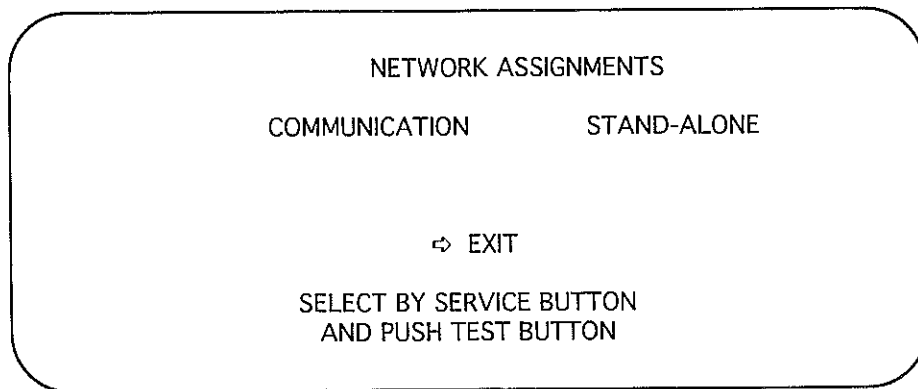 NETWORK ASSIGNMENTS
COMMUNICATION STAND-ALONE
⇨ EXIT
SELECT BY SERVICE BUTTON
AND PUSH TEST BUTTON